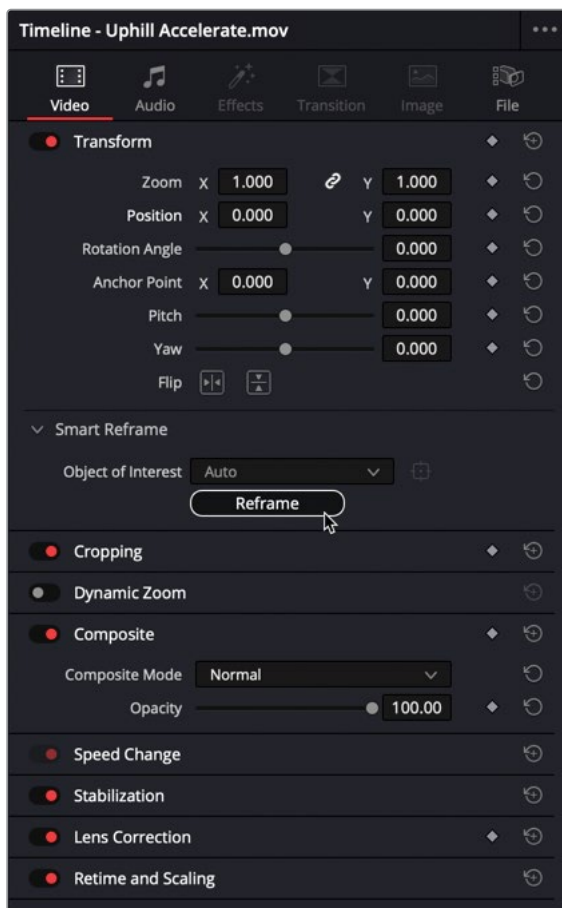 Timeline - Uphill Accelerate.mov
Video Audio Effects Transition Image File
Transform
Zoom X 1.000 Y 1.000
Position X 0.000 Y 0.000
Rotation Angle 0.000
Anchor Point X 0.000 Y 0.000
Pitch 0.000
Yaw 0.000
Flip
Smart Reframe
Object of Interest Auto
Reframe
Cropping
Dynamic Zoom
Composite
Composite Mode Normal
Opacity 100.00
Speed Change
Stabilization
Lens Correction
Retime and Scaling